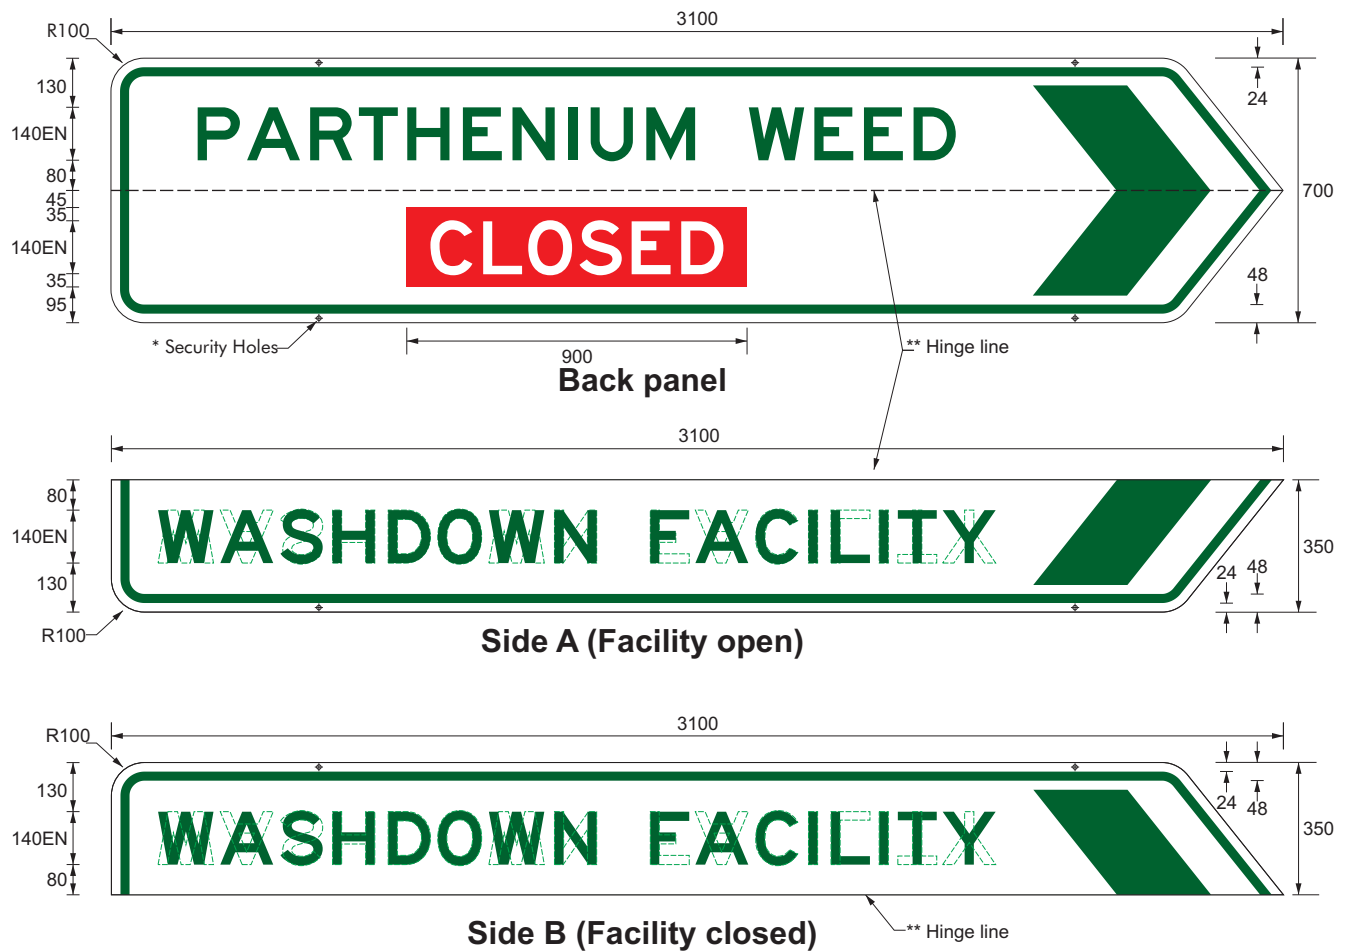 3100
R100
130
140EN
80
45
35
140EN
35
95
PARTHENIUM WEED
CLOSED
24
700
48
* Security Holes
900
** Hinge line
Back panel
3100
80
140EN
130
R100
WASHDOWN FACILITY
24
48
350
Side A (Facility open)
3100
R100
130
140EN
80
WASHDOWN FACILITY
24
48
350
Side B (Facility closed)
** Hinge line